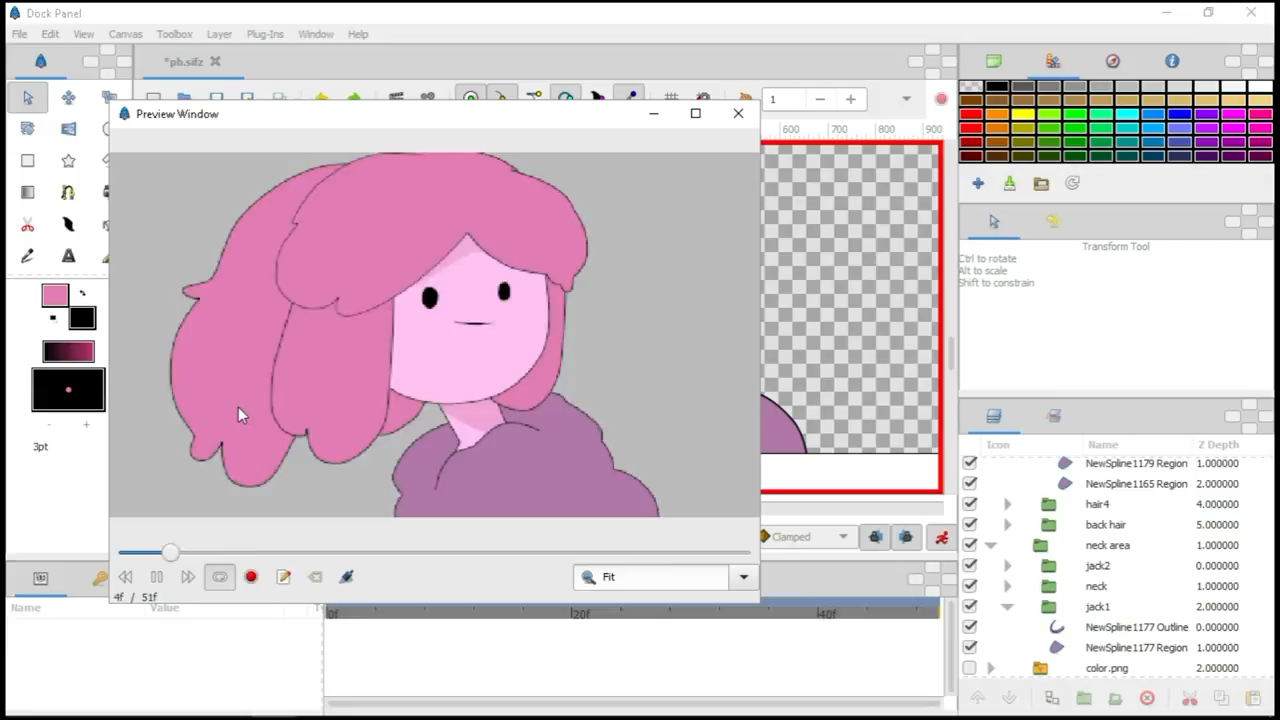 Dock Panel
File Edit View Canvas Toolbox Layer Plug-Ins Window Help
*pb.sifz
1
Preview Window
600 700 800 900
Transform Tool
Ctrl to rotate
Alt to scale
Shift to constrain
3pt
Icon Name Z Depth
NewSpline1179 Region 1.000000
NewSpline1165 Region 2.000000
hair4 4.000000
back hair 5.000000
neck area 1.000000
jack2 0.000000
neck 1.000000
jack1 2.000000
NewSpline1177 Outline 0.000000
NewSpline1177 Region 1.000000
color.png 2.000000
Clamped
Fit
4f / 51f
Name Value
0f 20f 40f